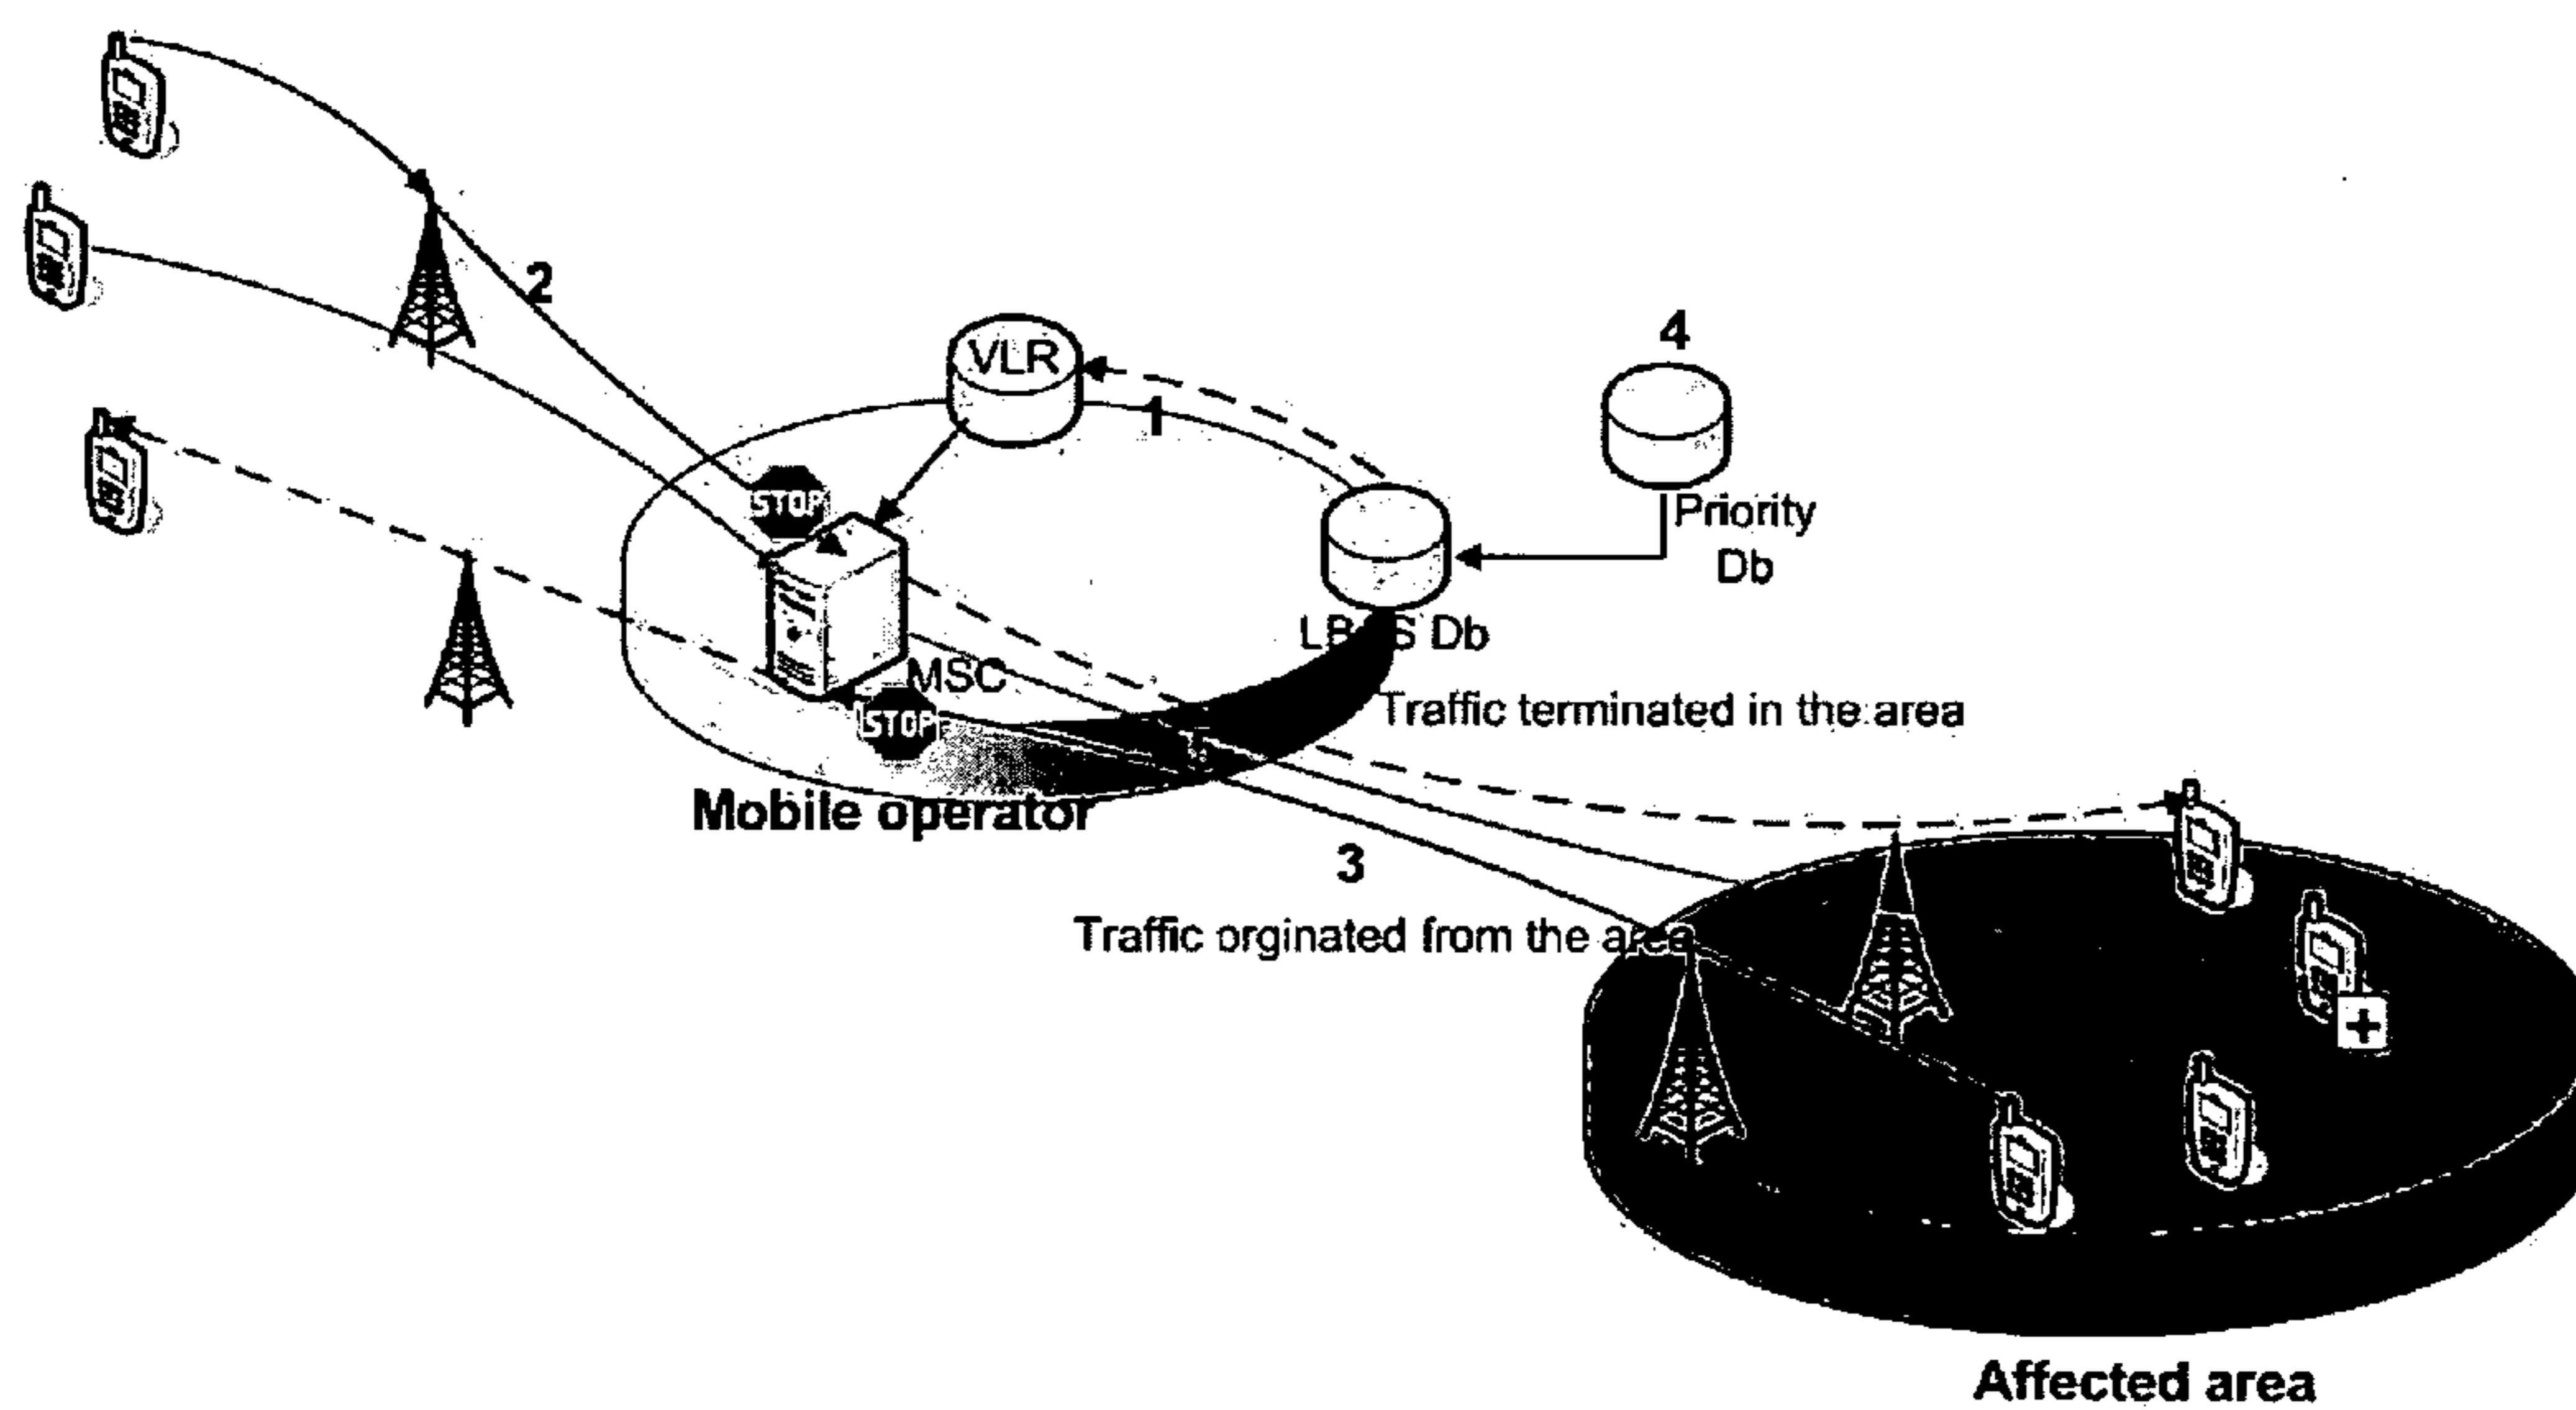 2
VLR
1
4
STOP
Priority
Db
S Db
MSC
STOP
Traffic terminated in the area
Mobile operator
3
Traffic orginated from the area
Affected area